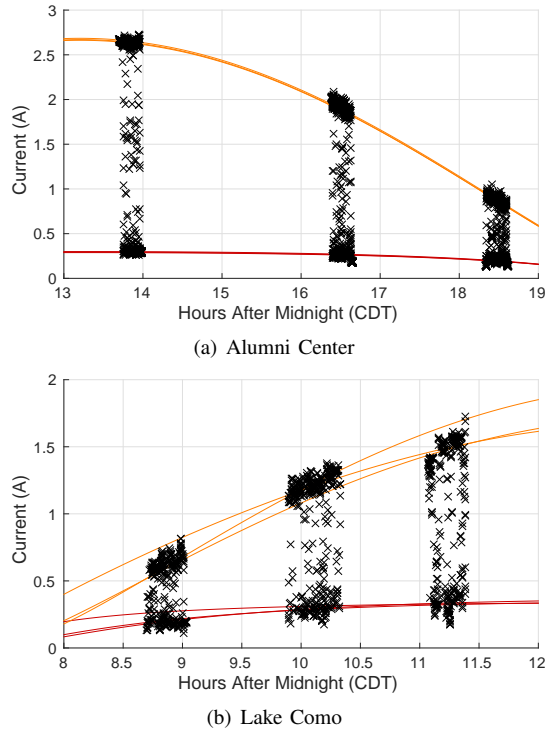 3
2.5
2
1.5
1
0.5
0
Current (A)
13 14 15 16 17 18 19
Hours After Midnight (CDT)
(a) Alumni Center
2
1.5
1
0.5
0
Current (A)
8 8.5 9 9.5 10 10.5 11 11.5 12
Hours After Midnight (CDT)
(b) Lake Como